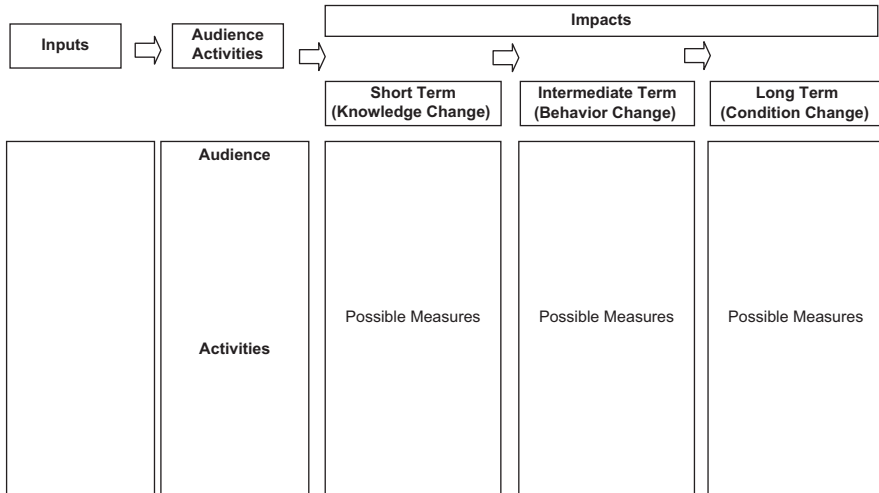 Impacts
Inputs
Audience
Activities
Short Term
(Knowledge Change)
Intermediate Term
(Behavior Change)
Long Term
(Condition Change)
Audience
Activities
Possible Measures
Possible Measures
Possible Measures